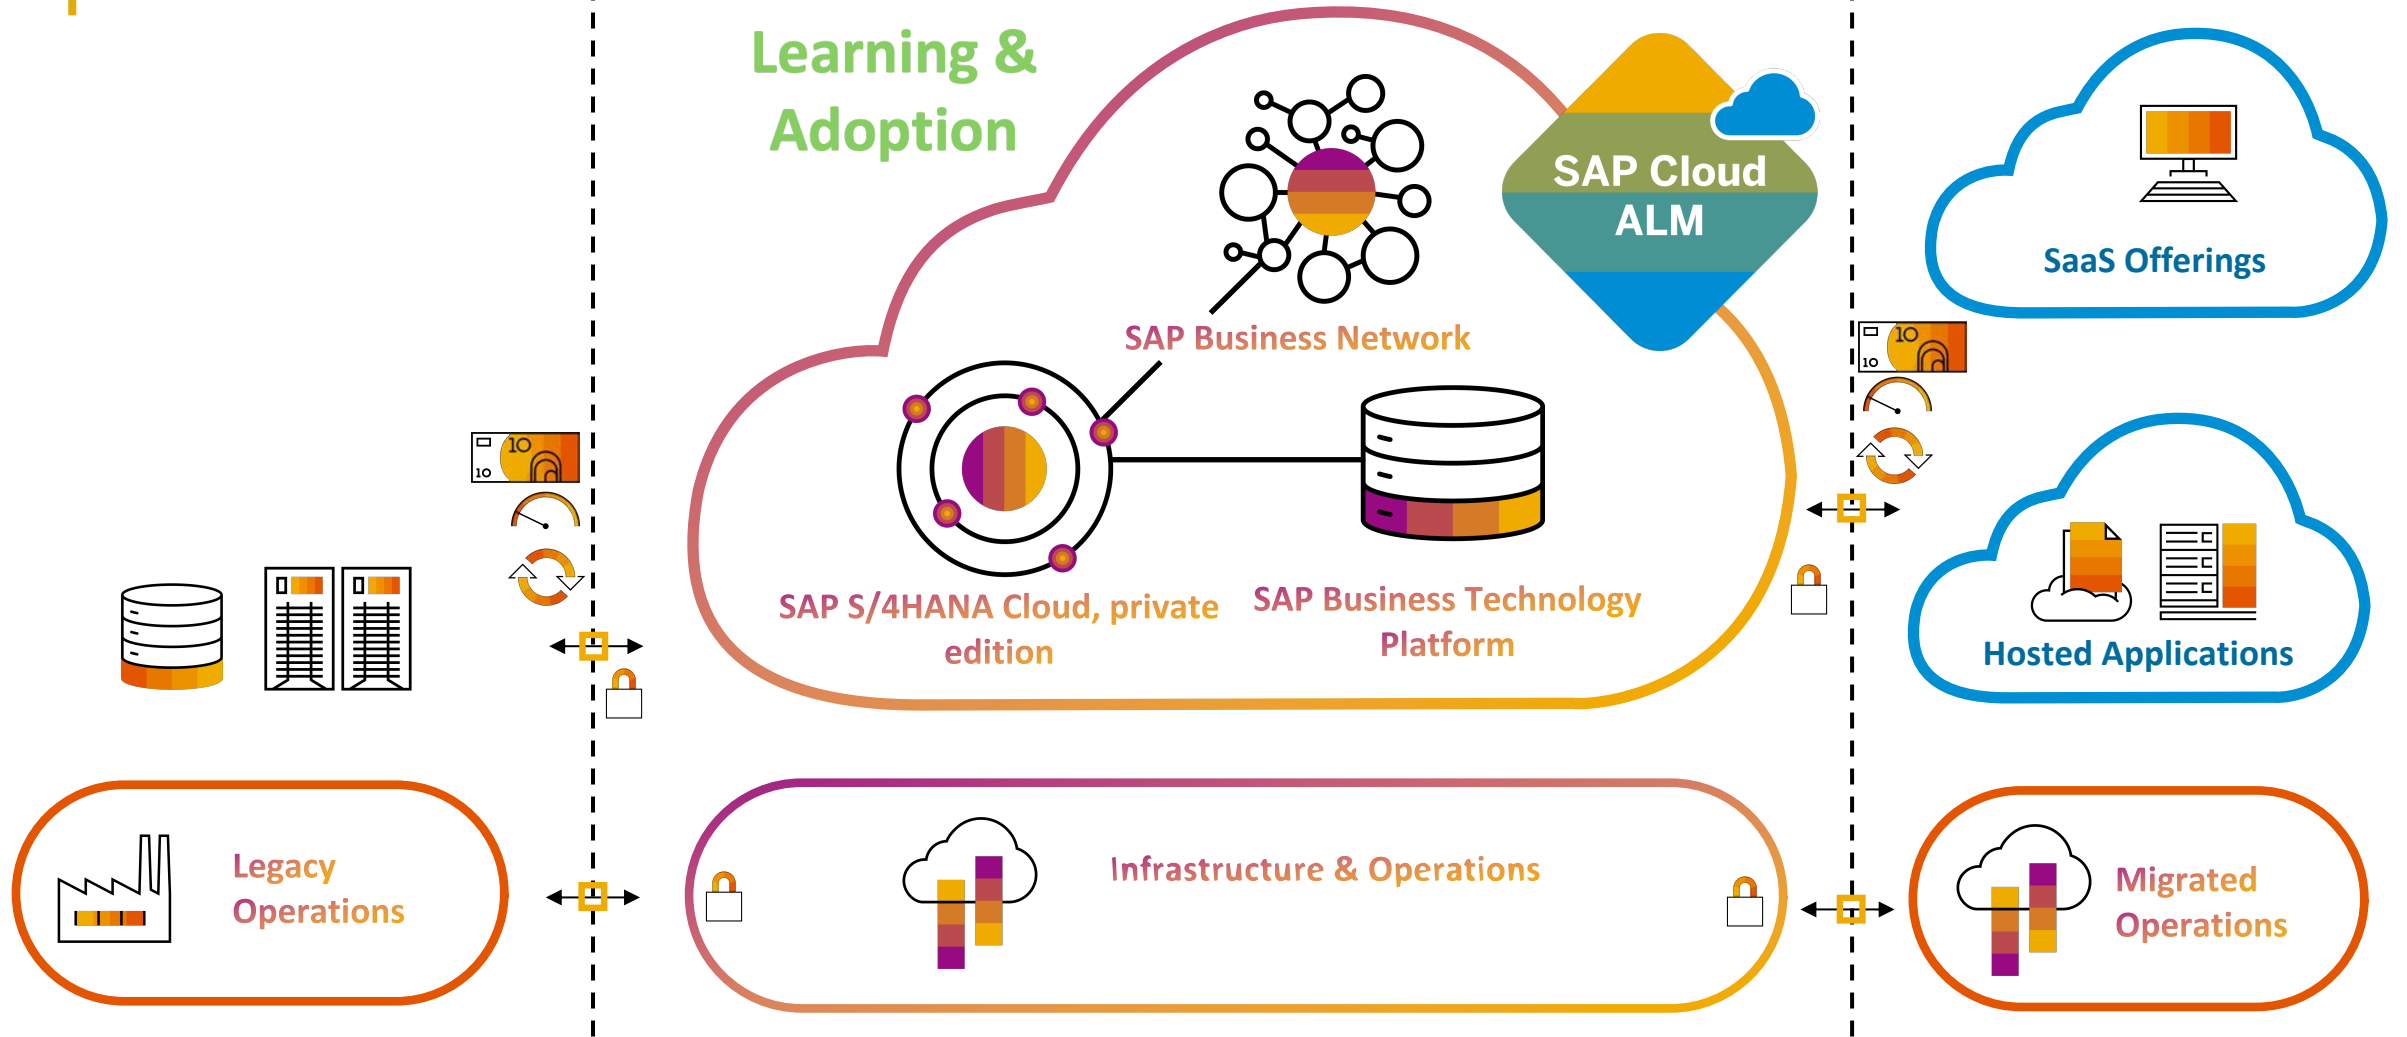 Learning &
Adoption
SAP Cloud
ALM
SaaS Offerings
SAP Business Network
10
10
10
10
SAP S/4HANA Cloud, private
edition
SAP Business Technology
Platform
Hosted Applications
Legacy
Operations
Infrastructure & Operations
Migrated
Operations